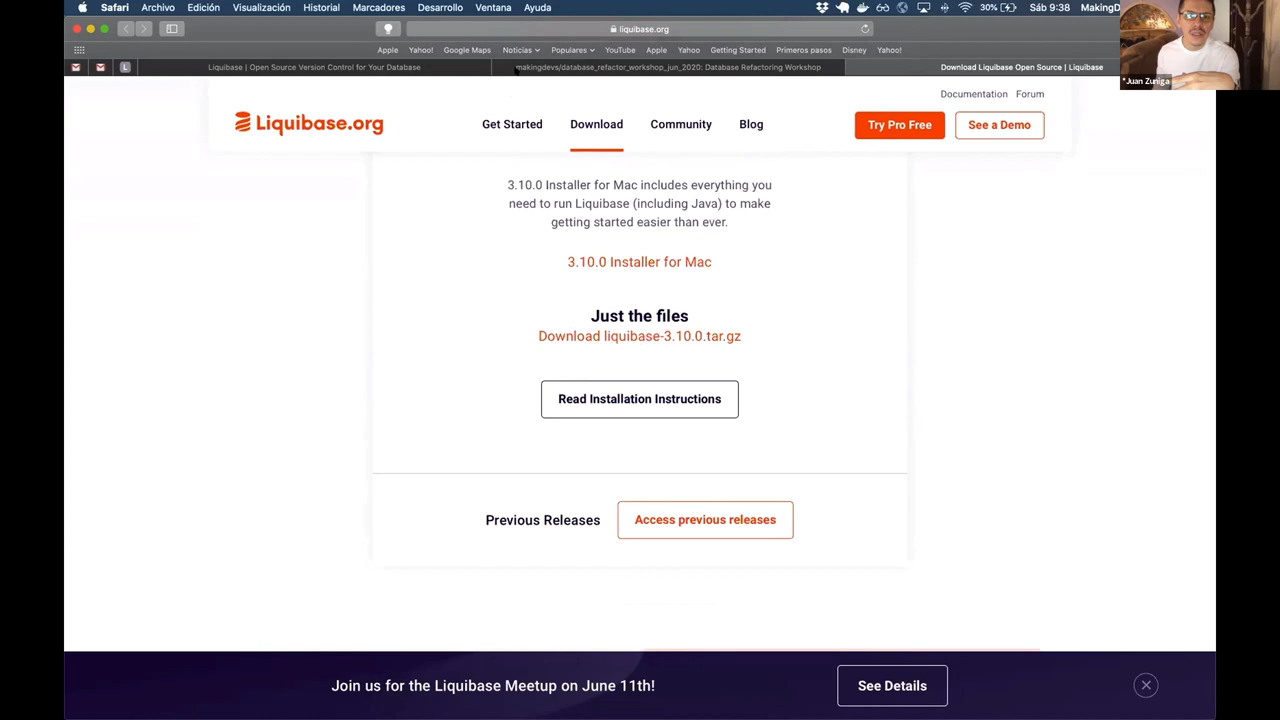 Safari Archivo Edición Visualización Historial Marcadores Desarrollo Ventana Ayuda 30% Sáb 9:38 MakingD
liquibase.org
Apple Yahoo! Google Maps Noticias Populares YouTube Apple Yahoo Getting Started Primeros pasos Disney Yahoo!
L Liquibase | Open Source Version Control for Your Database makingdevs/database_refactor_workshop_jun_2020: Database Refactoring Workshop Download Liquibase Open Source | Liquibase
*Juan Zuniga
Documentation Forum
Liquibase.org Get Started Download Community Blog Try Pro Free See a Demo
3.10.0 Installer for Mac includes everything you
need to run Liquibase (including Java) to make
getting started easier than ever.
3.10.0 Installer for Mac
Just the files
Download liquibase-3.10.0.tar.gz
Read Installation Instructions
Previous Releases Access previous releases
Join us for the Liquibase Meetup on June 11th! See Details